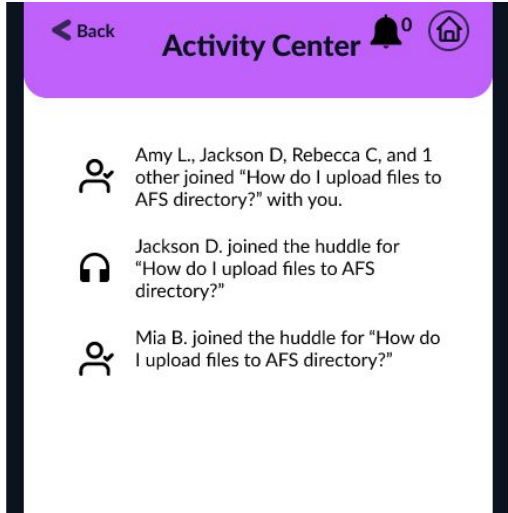 Back
Activity Center
0
Amy L., Jackson D, Rebecca C, and 1
other joined “How do I upload files to
AFS directory?” with you.
Jackson D. joined the huddle for
“How do I upload files to AFS
directory?”
Mia B. joined the huddle for “How do
I upload files to AFS directory?”